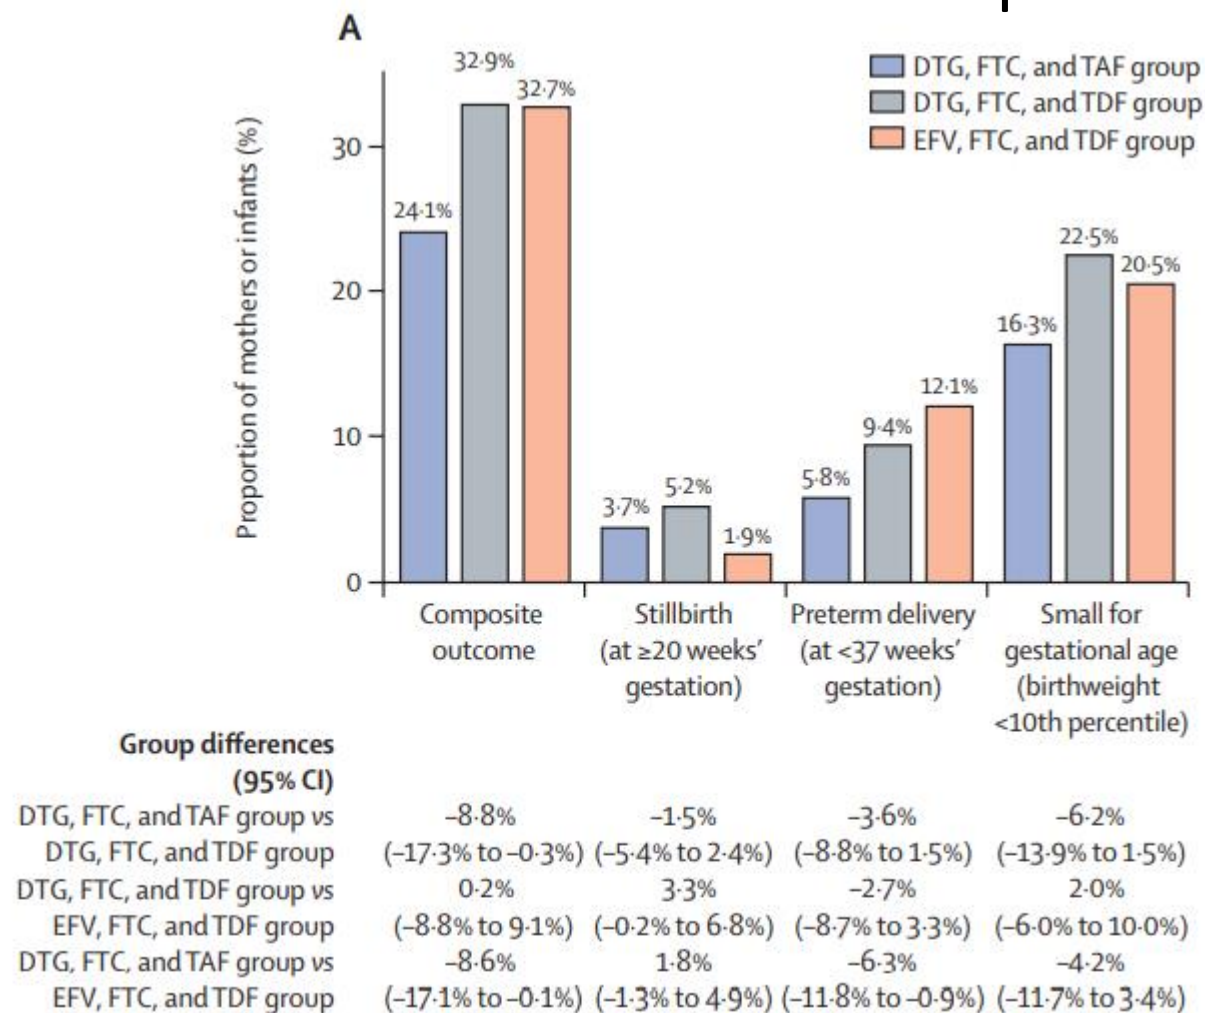 A
DTG, FTC, and TAF group
DTG, FTC, and TDF group
EFV, FTC, and TDF group
Proportion of mothers or infants (%)
30
20
10
0
24·1%
32·9%
32·7%
3·7%
5·2%
1·9%
5·8%
9·4%
12·1%
16·3%
22·5%
20·5%
Composite
outcome
Stillbirth
(at ≥20 weeks’
gestation)
Preterm delivery
(at <37 weeks’
gestation)
Small for
gestational age
(birthweight
<10th percentile)
Group differences
(95% CI)
DTG, FTC, and TAF group vs –8·8% –1·5% –3·6% –6·2%
DTG, FTC, and TDF group (–17·3% to –0·3%) (–5·4% to 2·4%) (–8·8% to 1·5%) (–13·9% to 1·5%)
DTG, FTC, and TDF group vs 0·2% 3·3% –2·7% 2·0%
EFV, FTC, and TDF group (–8·8% to 9·1%) (–0·2% to 6·8%) (–8·7% to 3·3%) (–6·0% to 10·0%)
DTG, FTC, and TAF group vs –8·6% 1·8% –6·3% –4·2%
EFV, FTC, and TDF group (–17·1% to –0·1%) (–1·3% to 4·9%) (–11·8% to –0·9%) (–11·7% to 3·4%)